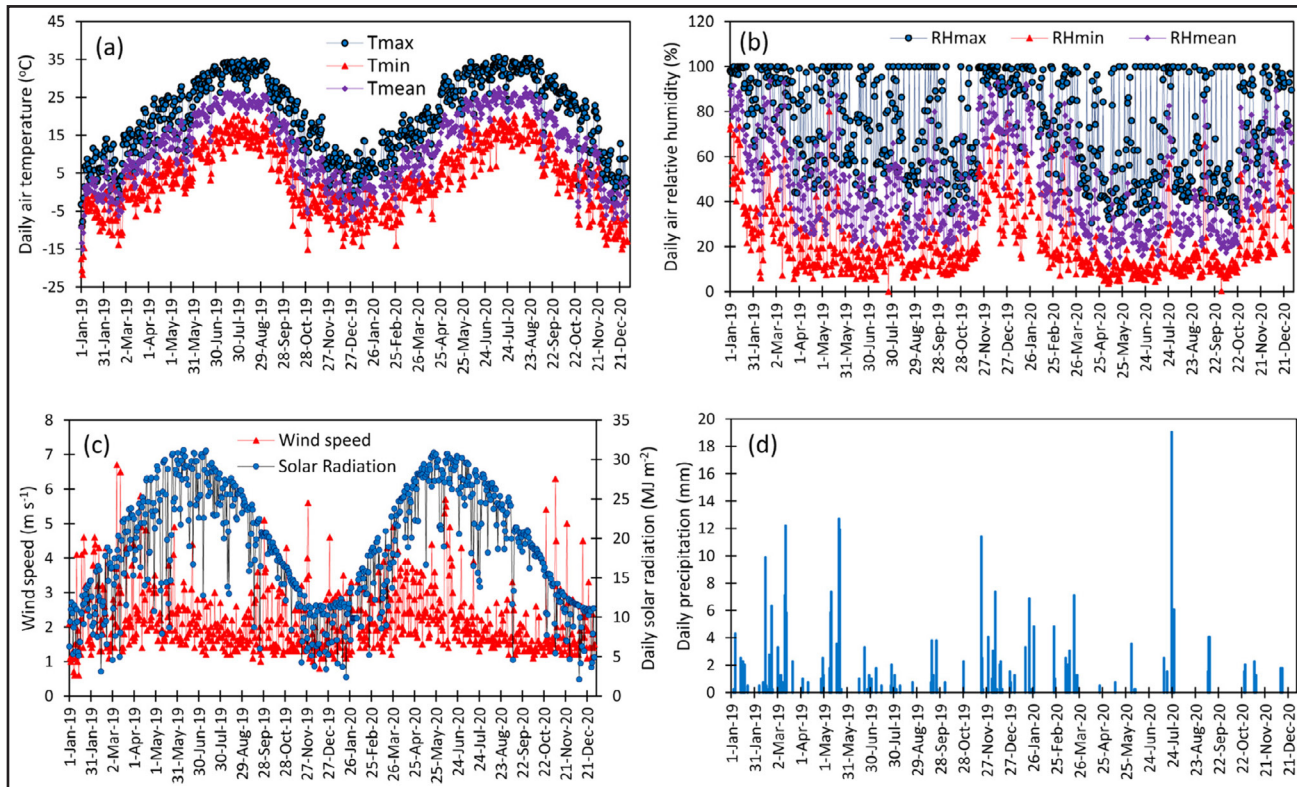 (a)
Daily air temperature (°C)
45
35
25
15
5
-5
-15
-25
Tmax
Tmin
Tmean
1-Jan-19
31-Jan-19
2-Mar-19
1-Apr-19
1-May-19
31-May-19
30-Jun-19
30-Jul-19
29-Aug-19
28-Sep-19
28-Oct-19
27-Nov-19
27-Dec-19
26-Jan-20
25-Feb-20
26-Mar-20
25-Apr-20
25-May-20
24-Jun-20
24-Jul-20
23-Aug-20
22-Sep-20
22-Oct-20
21-Nov-20
21-Dec-20
(b)
Daily air relative humidity (%)
120
100
80
60
40
20
0
RHmax
RHmin
RHmean
1-Jan-19
31-Jan-19
2-Mar-19
1-Apr-19
1-May-19
31-May-19
30-Jun-19
30-Jul-19
29-Aug-19
28-Sep-19
28-Oct-19
27-Nov-19
27-Dec-19
26-Jan-20
25-Feb-20
26-Mar-20
25-Apr-20
25-May-20
24-Jun-20
24-Jul-20
23-Aug-20
22-Sep-20
22-Oct-20
21-Nov-20
21-Dec-20
(c)
Wind speed (m s⁻¹)
8
7
6
5
4
3
2
1
0
Wind speed
Solar Radiation
35
30
25
20
15
10
5
0
Daily solar radiation (MJ m⁻²)
1-Jan-19
31-Jan-19
2-Mar-19
1-Apr-19
1-May-19
31-May-19
30-Jun-19
30-Jul-19
29-Aug-19
28-Sep-19
28-Oct-19
27-Nov-19
27-Dec-19
26-Jan-20
25-Feb-20
26-Mar-20
25-Apr-20
25-May-20
24-Jun-20
24-Jul-20
23-Aug-20
22-Sep-20
22-Oct-20
21-Nov-20
21-Dec-20
(d)
Daily precipitation (mm)
20
18
16
14
12
10
8
6
4
2
0
1-Jan-19
31-Jan-19
2-Mar-19
1-Apr-19
1-May-19
31-May-19
30-Jun-19
30-Jul-19
29-Aug-19
28-Sep-19
28-Oct-19
27-Nov-19
27-Dec-19
26-Jan-20
25-Feb-20
26-Mar-20
25-Apr-20
25-May-20
24-Jun-20
24-Jul-20
23-Aug-20
22-Sep-20
22-Oct-20
21-Nov-20
21-Dec-20